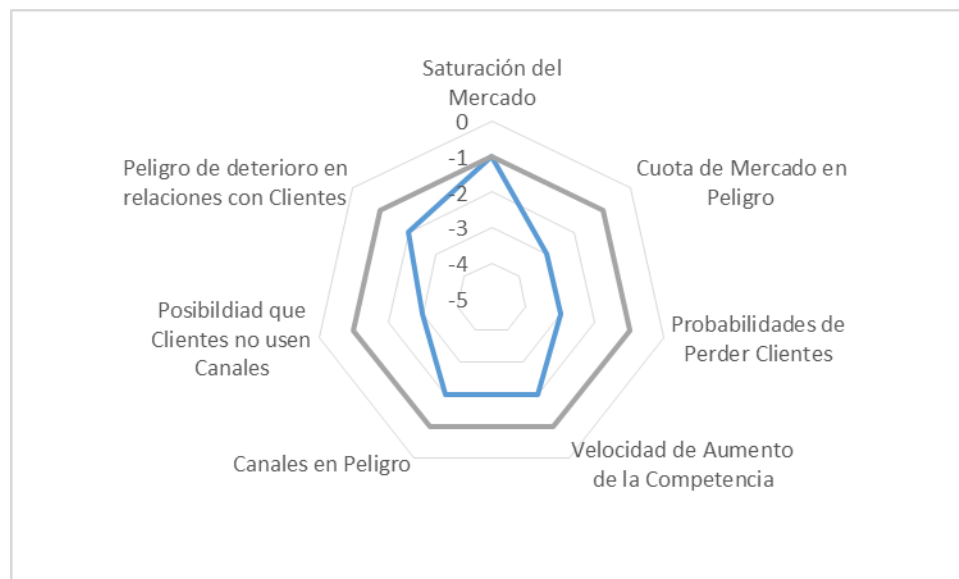 Saturación del
Mercado
0
-1
-2
-3
-4
-5
Cuota de Mercado en
Peligro
Probabilidades de
Perder Clientes
Velocidad de Aumento
de la Competencia
Canales en Peligro
Posibildiad que
Clientes no usen
Canales
Peligro de deterioro en
relaciones con Clientes